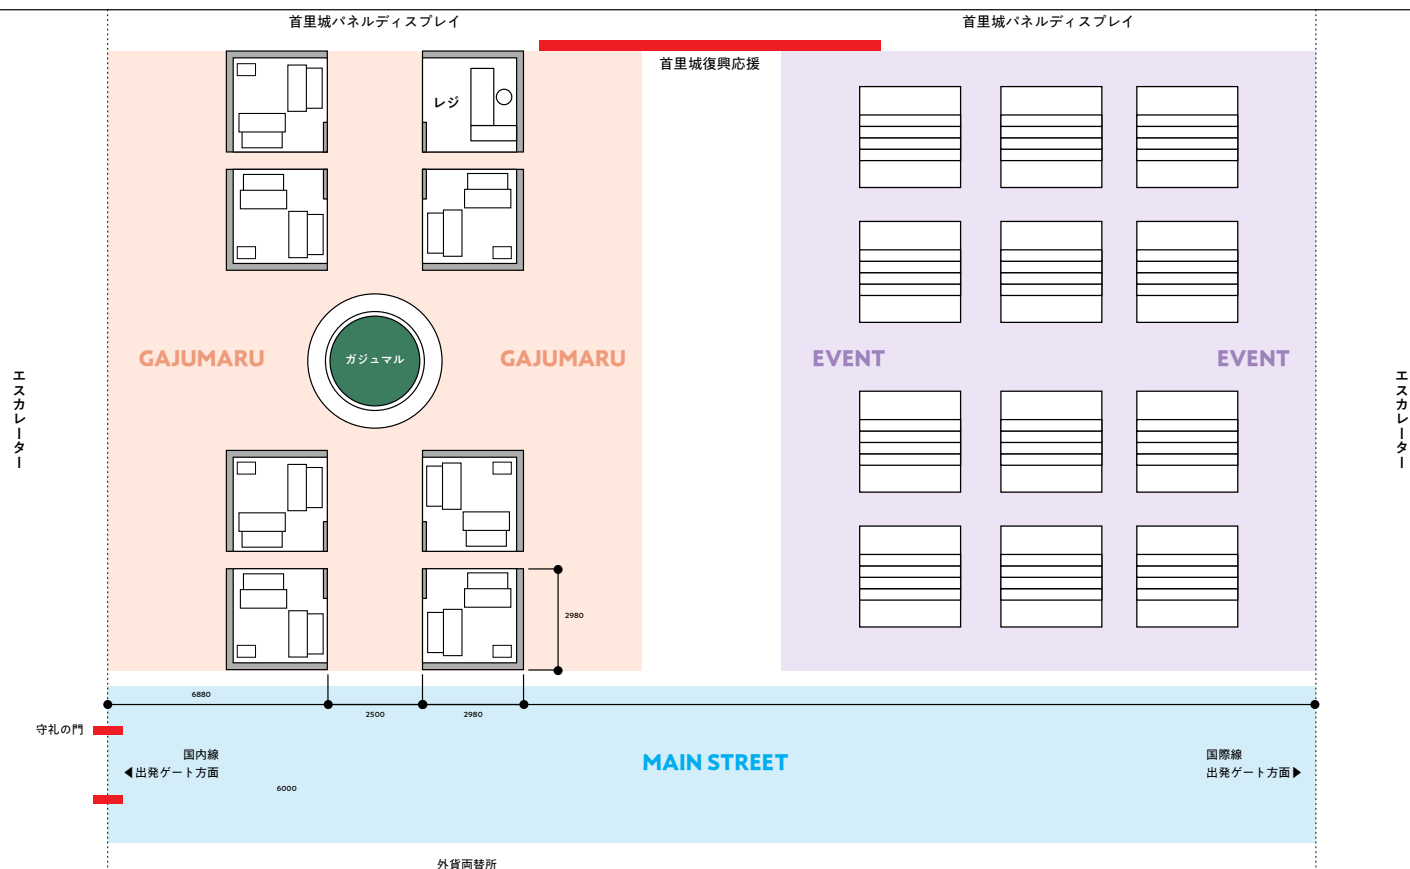 首里城パネルディスプレイ
首里城パネルディスプレイ
首里城復興応援
レジ
GAJUMARU
ガジュマル
GAJUMARU
EVENT
EVENT
エスカレーター
エスカレーター
2980
6880
2500
2980
守礼の門
国内線
◀出発ゲート方面
MAIN STREET
国際線
出発ゲート方面▶
6000
外貨両替所